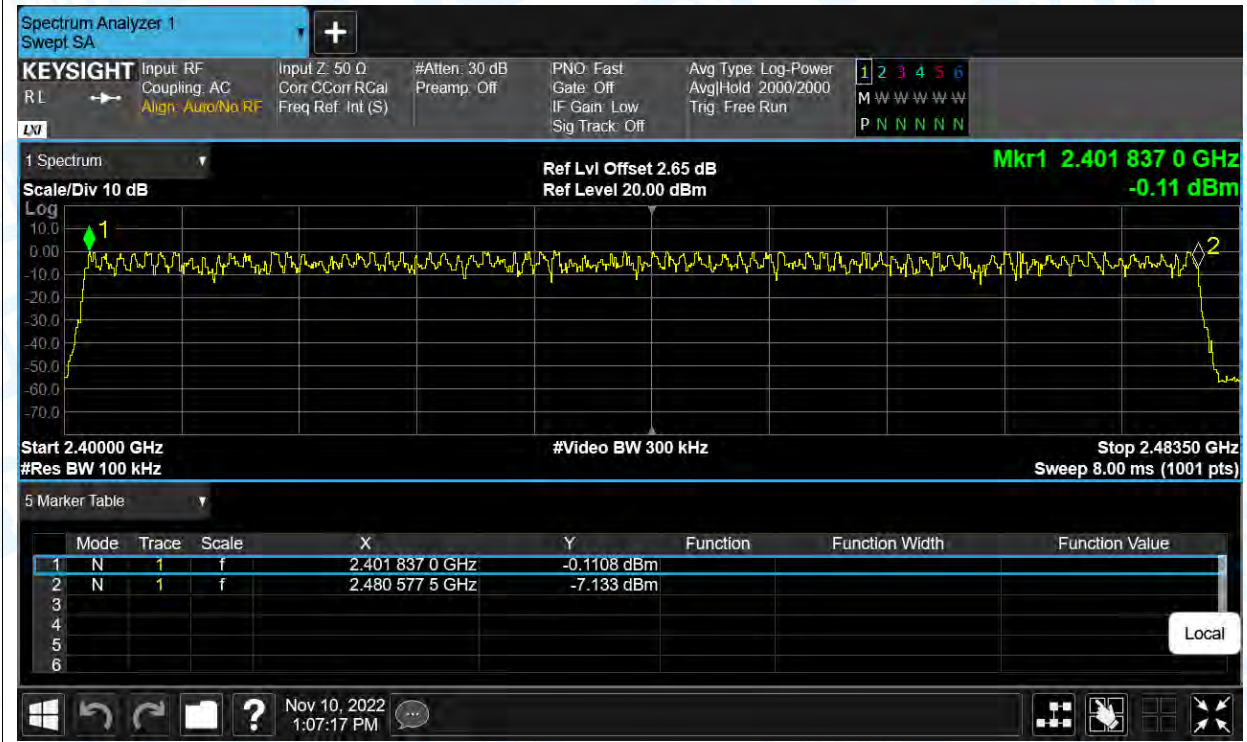 Spectrum Analyzer 1
Swept SA
+
KEYSIGHT Input: RF Input Z: 50 Ω #Atten: 30 dB PNO: Fast Avg Type: Log-Power 1 2 3 4 5 6
RL Coupling: AC Corr CCorr RCal Preamp: Off Gate: Off Avg|Hold: 2000/2000 M W W W W W W
Align: Auto/No RF Freq Ref: Int (S) IF Gain: Low Trig: Free Run
LXI Sig Track: Off P N N N N N N
1 Spectrum Ref Lvl Offset 2.65 dB Mkr1 2.401 837 0 GHz
Scale/Div 10 dB Ref Level 20.00 dBm -0.11 dBm
Log
10.0 1
0.00 2
-10.0
-20.0
-30.0
-40.0
-50.0
-60.0
-70.0
Start 2.40000 GHz #Video BW 300 kHz Stop 2.48350 GHz
#Res BW 100 kHz Sweep 8.00 ms (1001 pts)
5 Marker Table
Mode Trace Scale X Y Function Function Width Function Value
1 N 1 f 2.401 837 0 GHz -0.1108 dBm
2 N 1 f 2.480 577 5 GHz -7.133 dBm
3
4
5
6
Local
? Nov 10, 2022
1:07:17 PM